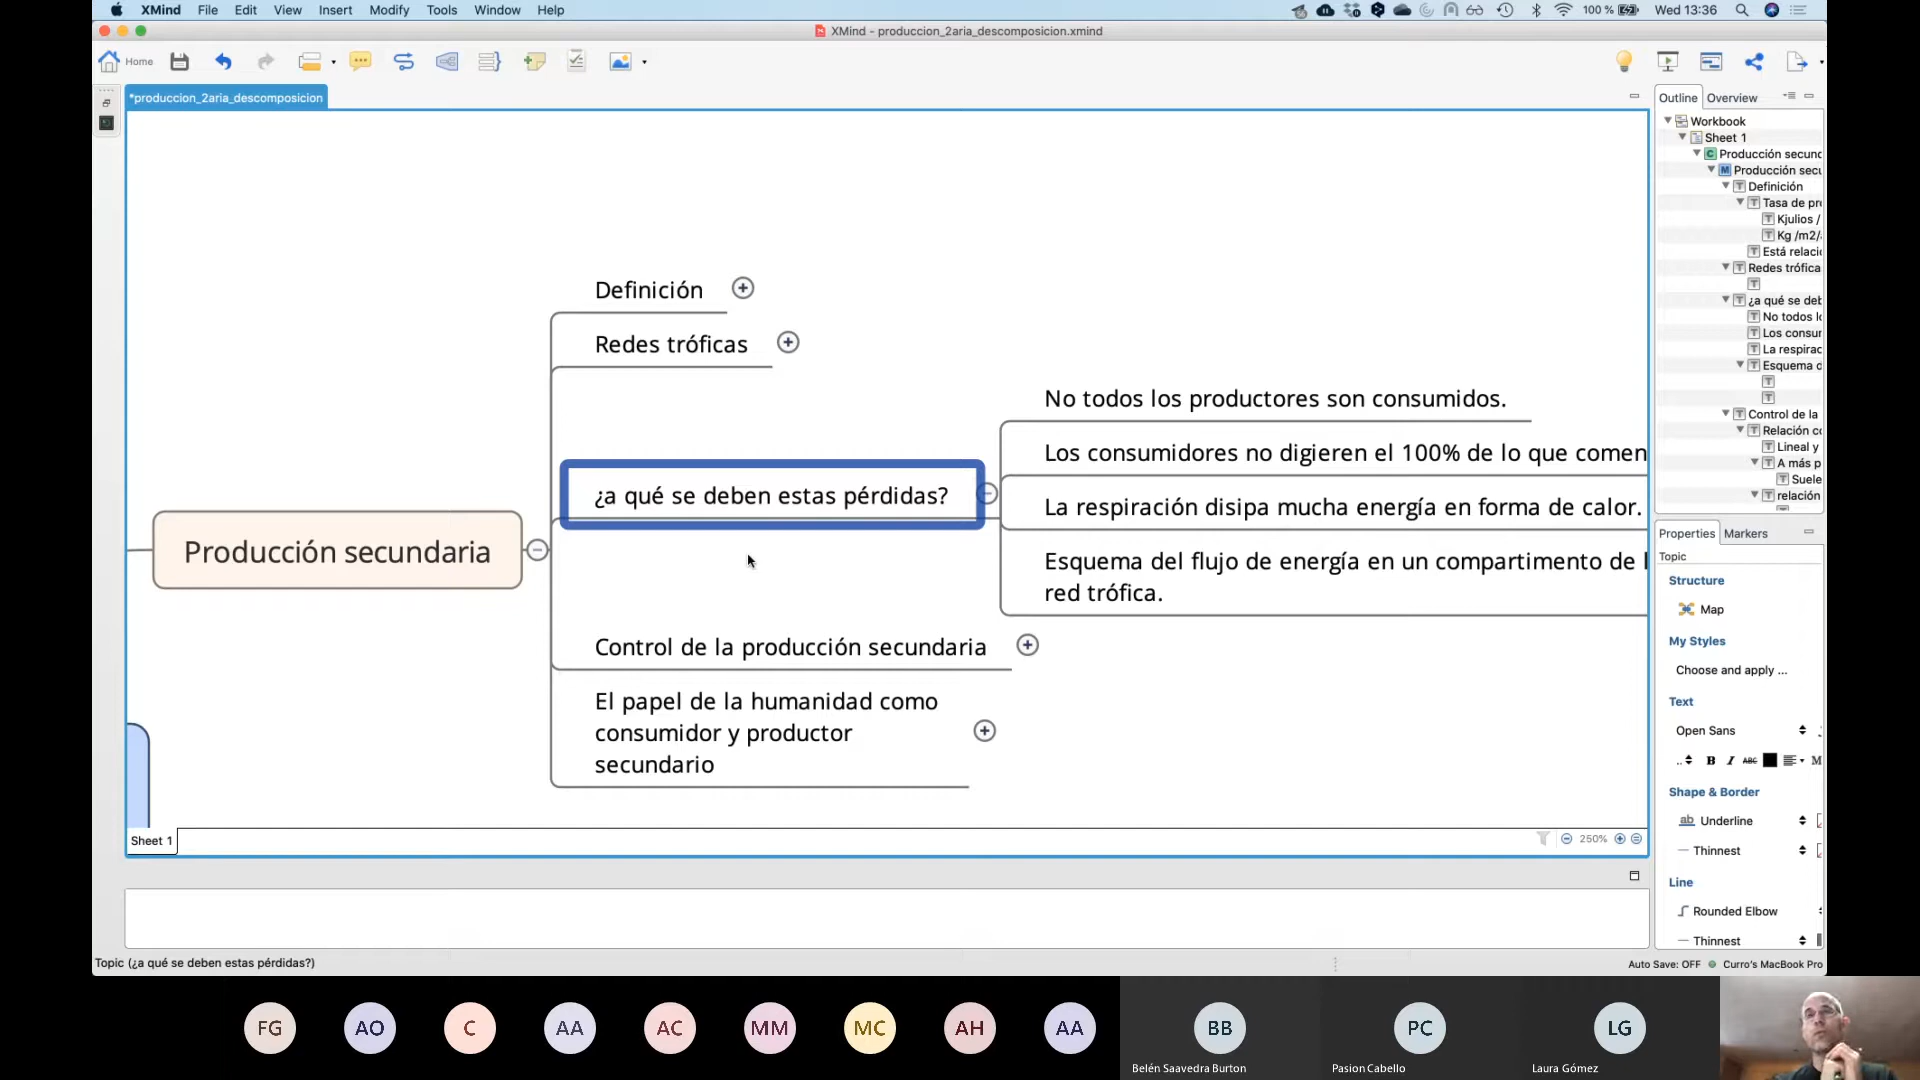 XMind File Edit View Insert Modify Tools Window Help
100 % Wed 13:36
XMind - produccion_2aria_descomposicion.xmind
Home
*produccion_2aria_descomposicion
Definición
Redes tróficas
¿a qué se deben estas pérdidas?
Producción secundaria
Control de la producción secundaria
El papel de la humanidad como
consumidor y productor
secundario
No todos los productores son consumidos.
Los consumidores no digieren el 100% de lo que comen
La respiración disipa mucha energía en forma de calor.
Esquema del flujo de energía en un compartimento de
red trófica.
Sheet 1
250%
Outline Overview
Workbook
Sheet 1
Producción secund
Producción secu
Definición
Tasa de pr
Kjulios /
Kg /m2/
Está relaci
Redes trófica
¿a qué se deb
No todos l
Los consur
La respirac
Esquema d
Control de la
Relación c
Lineal y
A más p
Suele
relación
Properties Markers
Topic
Structure
Map
My Styles
Choose and apply ...
Text
Open Sans
.. B I ABC M
Shape & Border
ab Underline
Thinnest
Line
Rounded Elbow
Thinnest
Topic (¿a qué se deben estas pérdidas?)
Auto Save: OFF Curro's MacBook Pro
FG AO C AA AC MM MC AH AA BB PC LG
Belén Saavedra Burton Pasion Cabello Laura Gómez